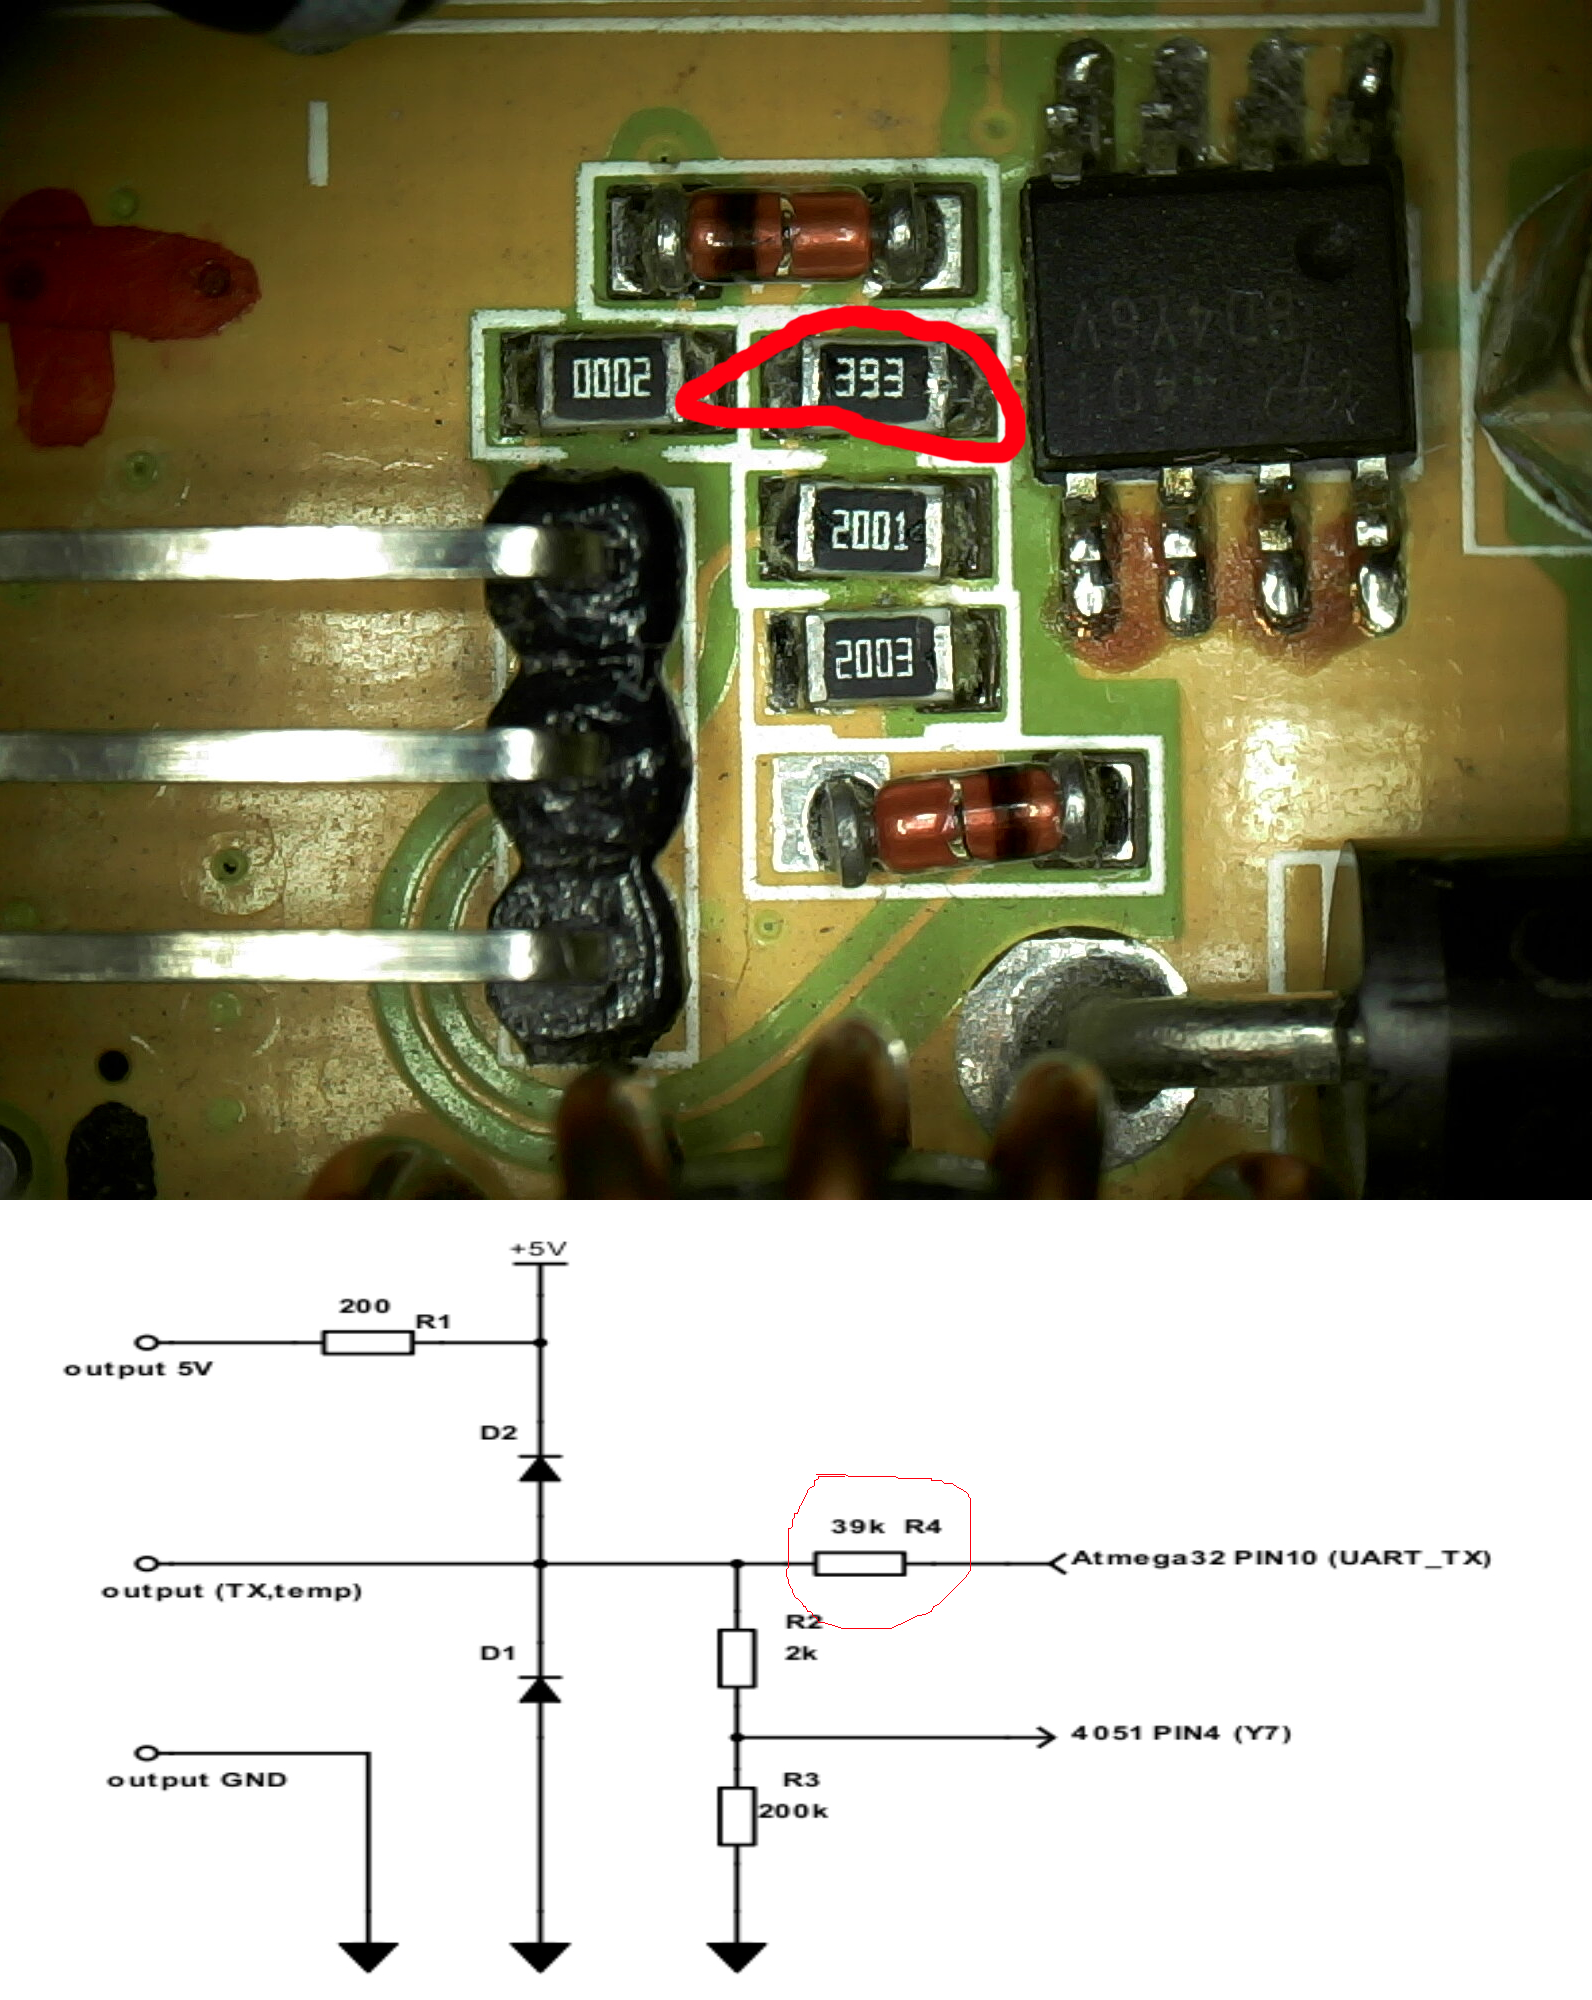 0002
393
2001
2003
+5V
200
R1
output 5V
D2
39k R4
Atmega32 PIN10 (UART_TX)
output (TX,temp)
R2
2k
D1
4051 PIN4 (Y7)
output GND
R3
200k